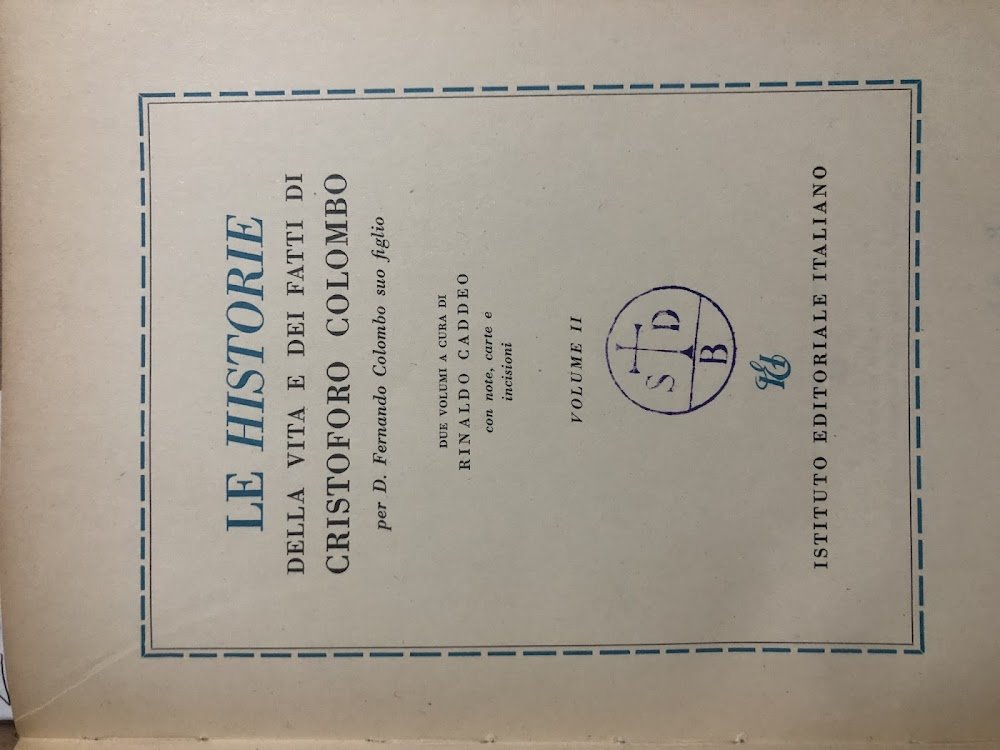 LE HISTORIE
DELLA VITA E DEI FATTI DI
CRISTOFORO COLOMBO
per D. Fernando Colombo suo figlio
DUE VOLUMI A CURA DI
RINALDO CADDEO
con note, carte e
incisioni
VOLUME II
S D
B
ISTITUTO EDITORIALE ITALIANO